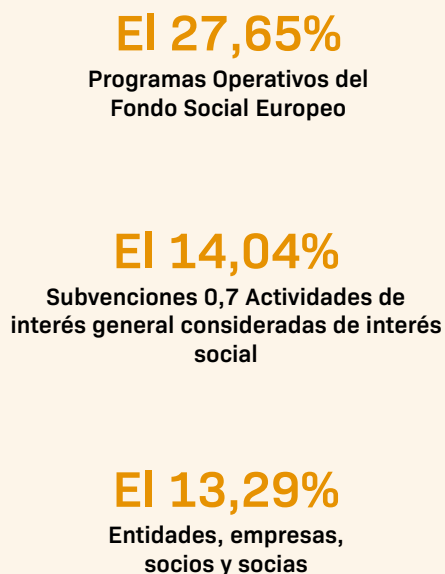 El 27,65%
Programas Operativos del
Fondo Social Europeo
El 14,04%
Subvenciones 0,7 Actividades de
interés general consideradas de interés
social
El 13,29%
Entidades, empresas,
socios y socias